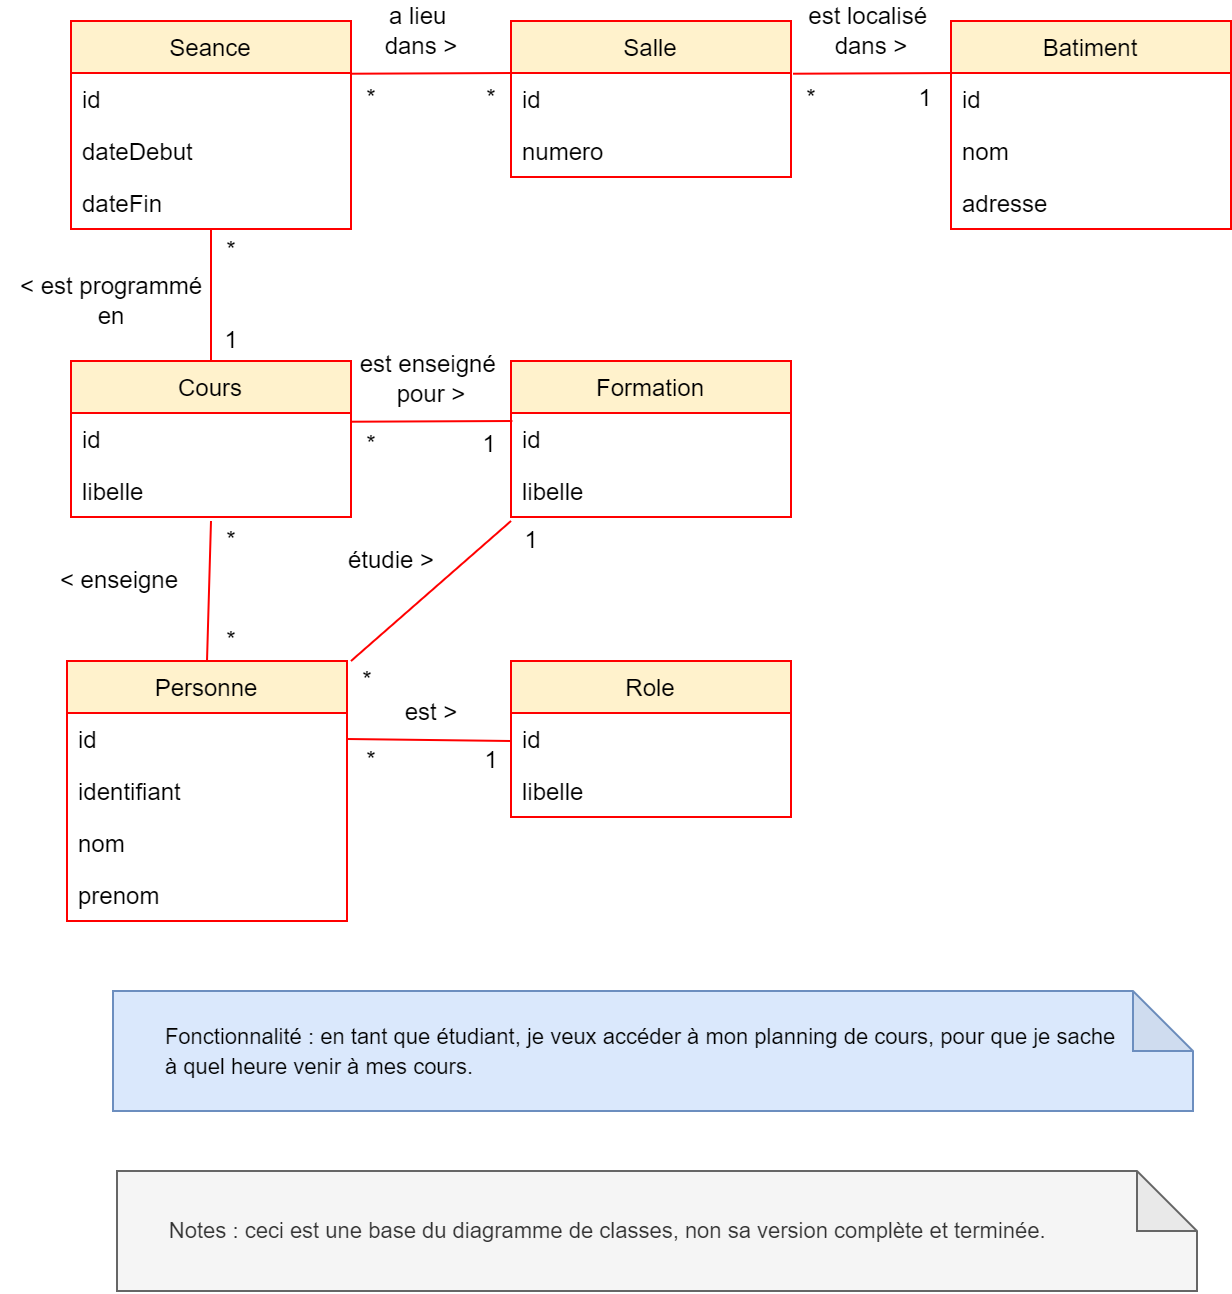 a lieu
dans >
est localisé
dans >
Seance
Salle
Batiment
id
dateDebut
dateFin
*
*
id
numero
*
1
id
nom
adresse
*
< est programmé
en
1
est enseigné
pour >
Cours
Formation
id
libelle
*
1
id
libelle
*
1
étudie >
< enseigne
*
*
Personne
Role
est >
id
identifiant
nom
prenom
*
1
id
libelle
Fonctionnalité : en tant que étudiant, je veux accéder à mon planning de cours, pour que je sache
à quel heure venir à mes cours.
Notes : ceci est une base du diagramme de classes, non sa version complète et terminée.